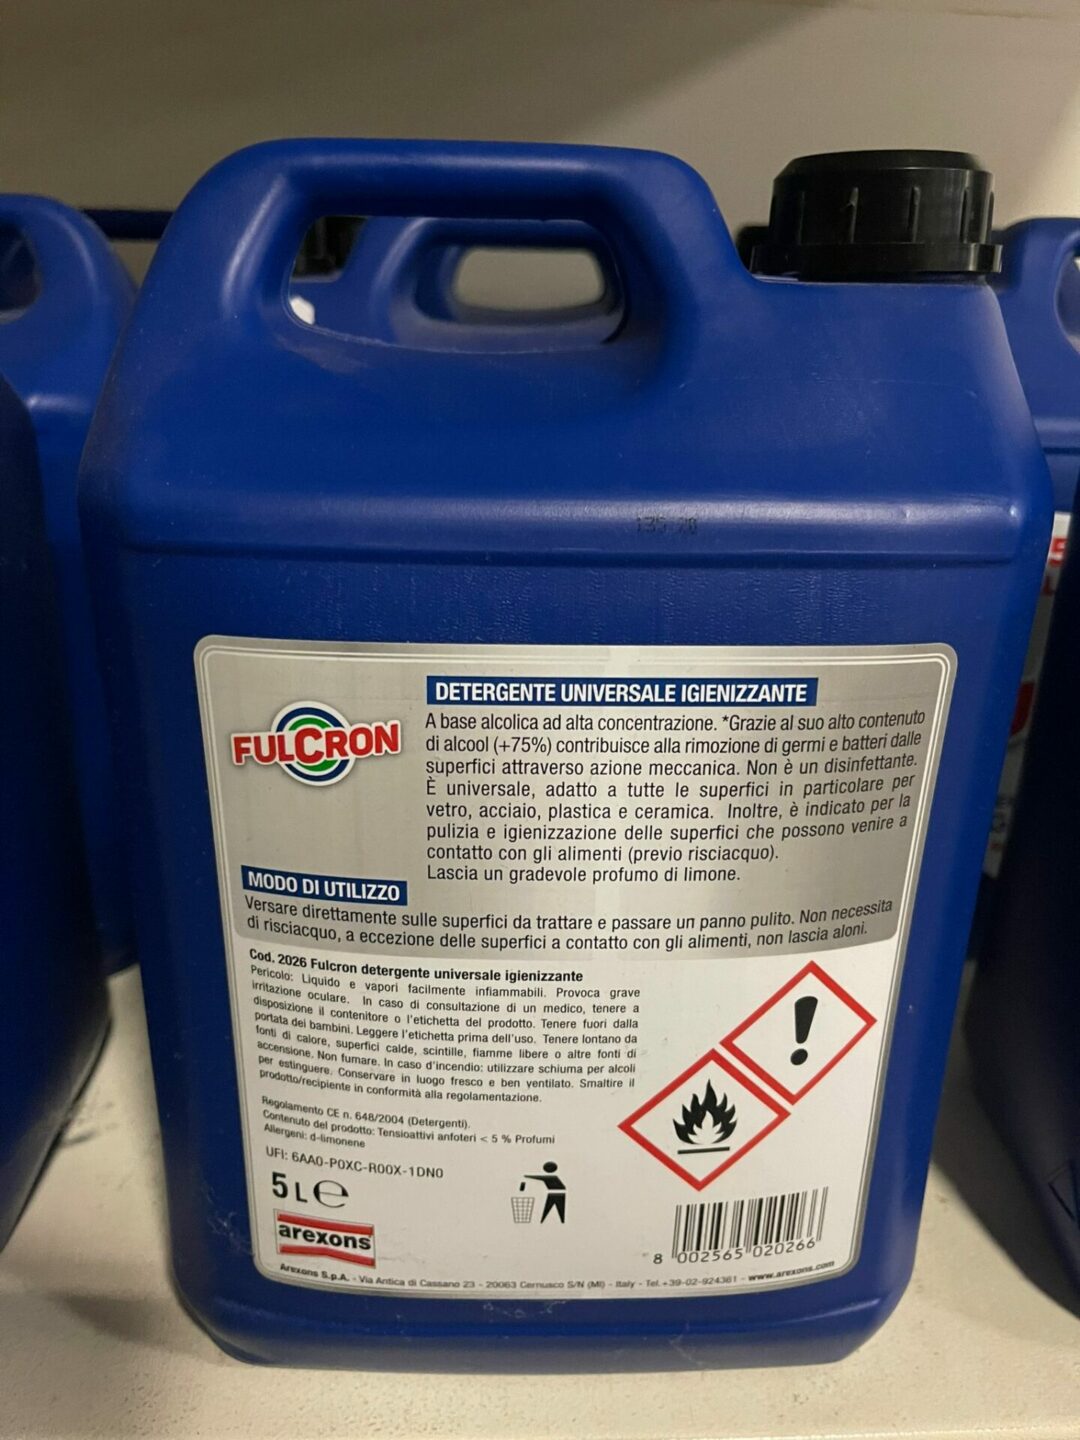 135 20
DETERGENTE UNIVERSALE IGIENIZZANTE
FULCRON
A base alcolica ad alta concentrazione. *Grazie al suo alto contenuto
di alcool (+75%) contribuisce alla rimozione di germi e batteri dalle
superfici attraverso azione meccanica. Non è un disinfettante.
È universale, adatto a tutte le superfici in particolare per
vetro, acciaio, plastica e ceramica. Inoltre, è indicato per la
pulizia e igienizzazione delle superfici che possono venire a
contatto con gli alimenti (previo risciacquo).
Lascia un gradevole profumo di limone.
MODO DI UTILIZZO
Versare direttamente sulle superfici da trattare e passare un panno pulito. Non necessita
di risciacquo, a eccezione delle superfici a contatto con gli alimenti, non lascia aloni.
Cod. 2026 Fulcron detergente universale igienizzante
Pericolo: Liquido e vapori facilmente infiammabili. Provoca grave
irritazione oculare. In caso di consultazione di un medico, tenere a
disposizione il contenitore o l'etichetta del prodotto. Tenere fuori dalla
portata dei bambini. Leggere l'etichetta prima dell'uso. Tenere lontano da
fonti di calore, superfici calde, scintille, fiamme libere o altre fonti di
accensione. Non fumare. In caso d'incendio: utilizzare schiuma per alcoli
per estinguere. Conservare in luogo fresco e ben ventilato. Smaltire il
prodotto/recipiente in conformità alla regolamentazione.
Regolamento CE n. 648/2004 (Detergenti).
Contenuto del prodotto: Tensioattivi anfoteri < 5 % Profumi
Allergeni: d-limonene
UFI: 6AA0-P0XC-R00X-1DN0
5 L ℮
arexons
8 002565 020266
Arexons S.p.A. - Via Antica di Cassano 23 - 20063 Cernusco S/N (MI) - Italy - Tel. +39-02-924361 - www.arexons.com